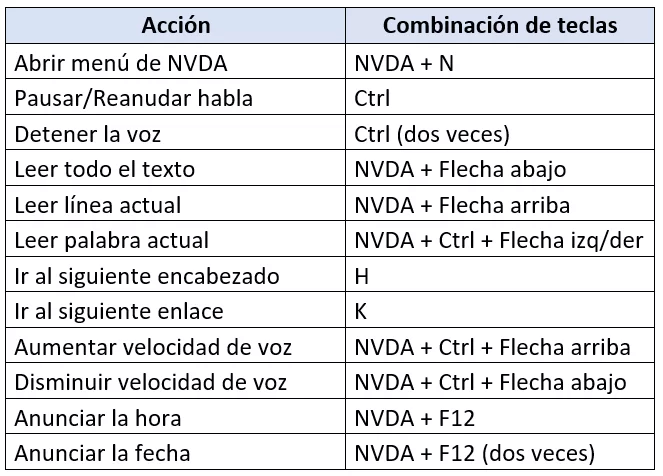 Acción Combinación de teclas
Abrir menú de NVDA NVDA + N
Pausar/Reanudar habla Ctrl
Detener la voz Ctrl (dos veces)
Leer todo el texto NVDA + Flecha abajo
Leer línea actual NVDA + Flecha arriba
Leer palabra actual NVDA + Ctrl + Flecha izq/der
Ir al siguiente encabezado H
Ir al siguiente enlace K
Aumentar velocidad de voz NVDA + Ctrl + Flecha arriba
Disminuir velocidad de voz NVDA + Ctrl + Flecha abajo
Anunciar la hora NVDA + F12
Anunciar la fecha NVDA + F12 (dos veces)